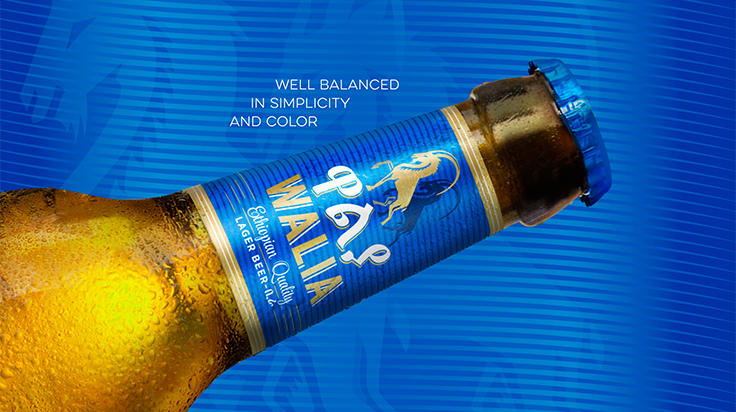 WELL BALANCED
IN SIMPLICITY
AND COLOR
ዋልያ
WALIA
Ethiopian Quality
LAGER BEER